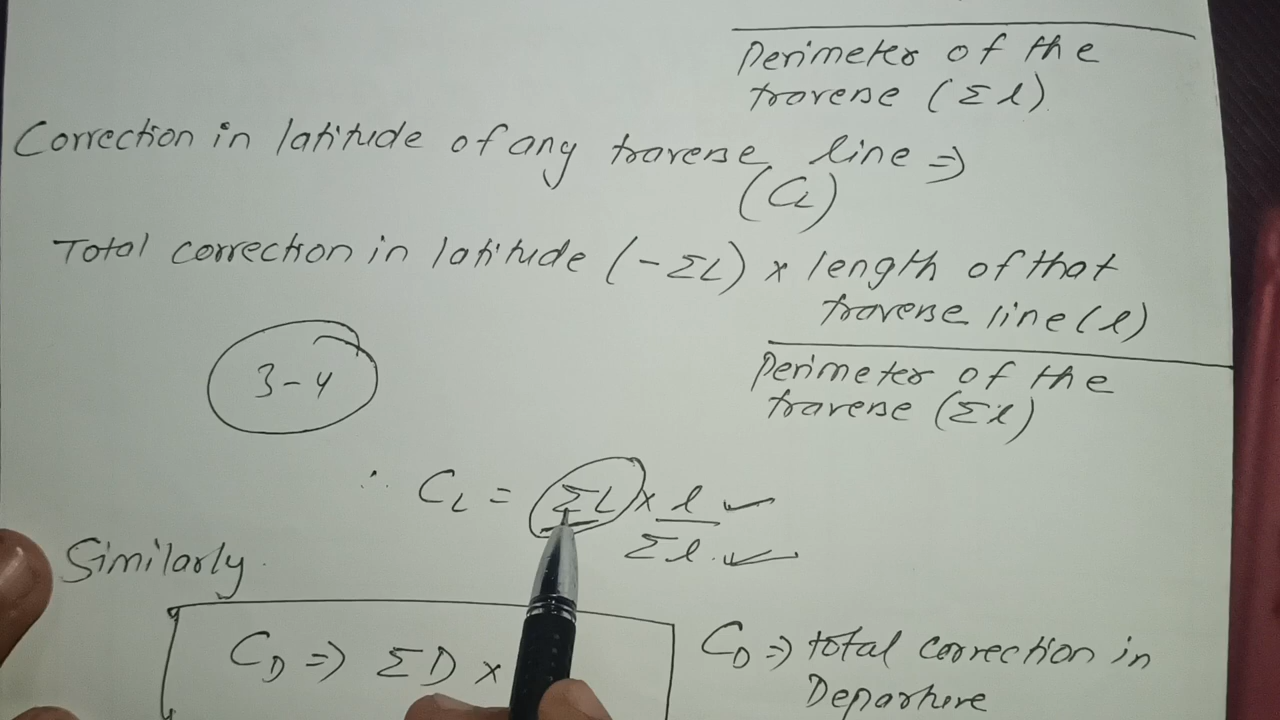 Perimeter of the
traverse (Σl)
Correction in latitude of any traverse line ⇒
(CL)
Total correction in latitude (-ΣL) x length of that
traverse line (l)
Perimeter of the
traverse (Σl)
3-4
∴ CL = ΣL x l
Σl.
Similarly.
CD ⇒ ΣD x
CD ⇒ total correction in
Departure